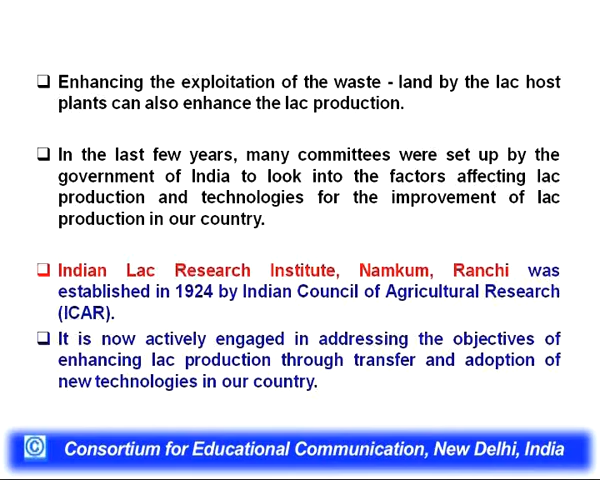 ❑ Enhancing the exploitation of the waste - land by the lac host
plants can also enhance the lac production.
❑ In the last few years, many committees were set up by the
government of India to look into the factors affecting lac
production and technologies for the improvement of lac
production in our country.
❑ Indian Lac Research Institute, Namkum, Ranchi was
established in 1924 by Indian Council of Agricultural Research
(ICAR).
❑ It is now actively engaged in addressing the objectives of
enhancing lac production through transfer and adoption of
new technologies in our country.
© Consortium for Educational Communication, New Delhi, India